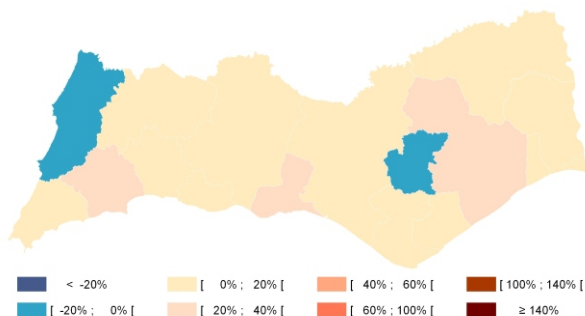 < -20% [ 0% ; 20% [ [ 40% ; 60% [ [ 100% ; 140% [
[ -20% ; 0% [ [ 20% ; 40% [ [ 60% ; 100% [ ≥ 140%